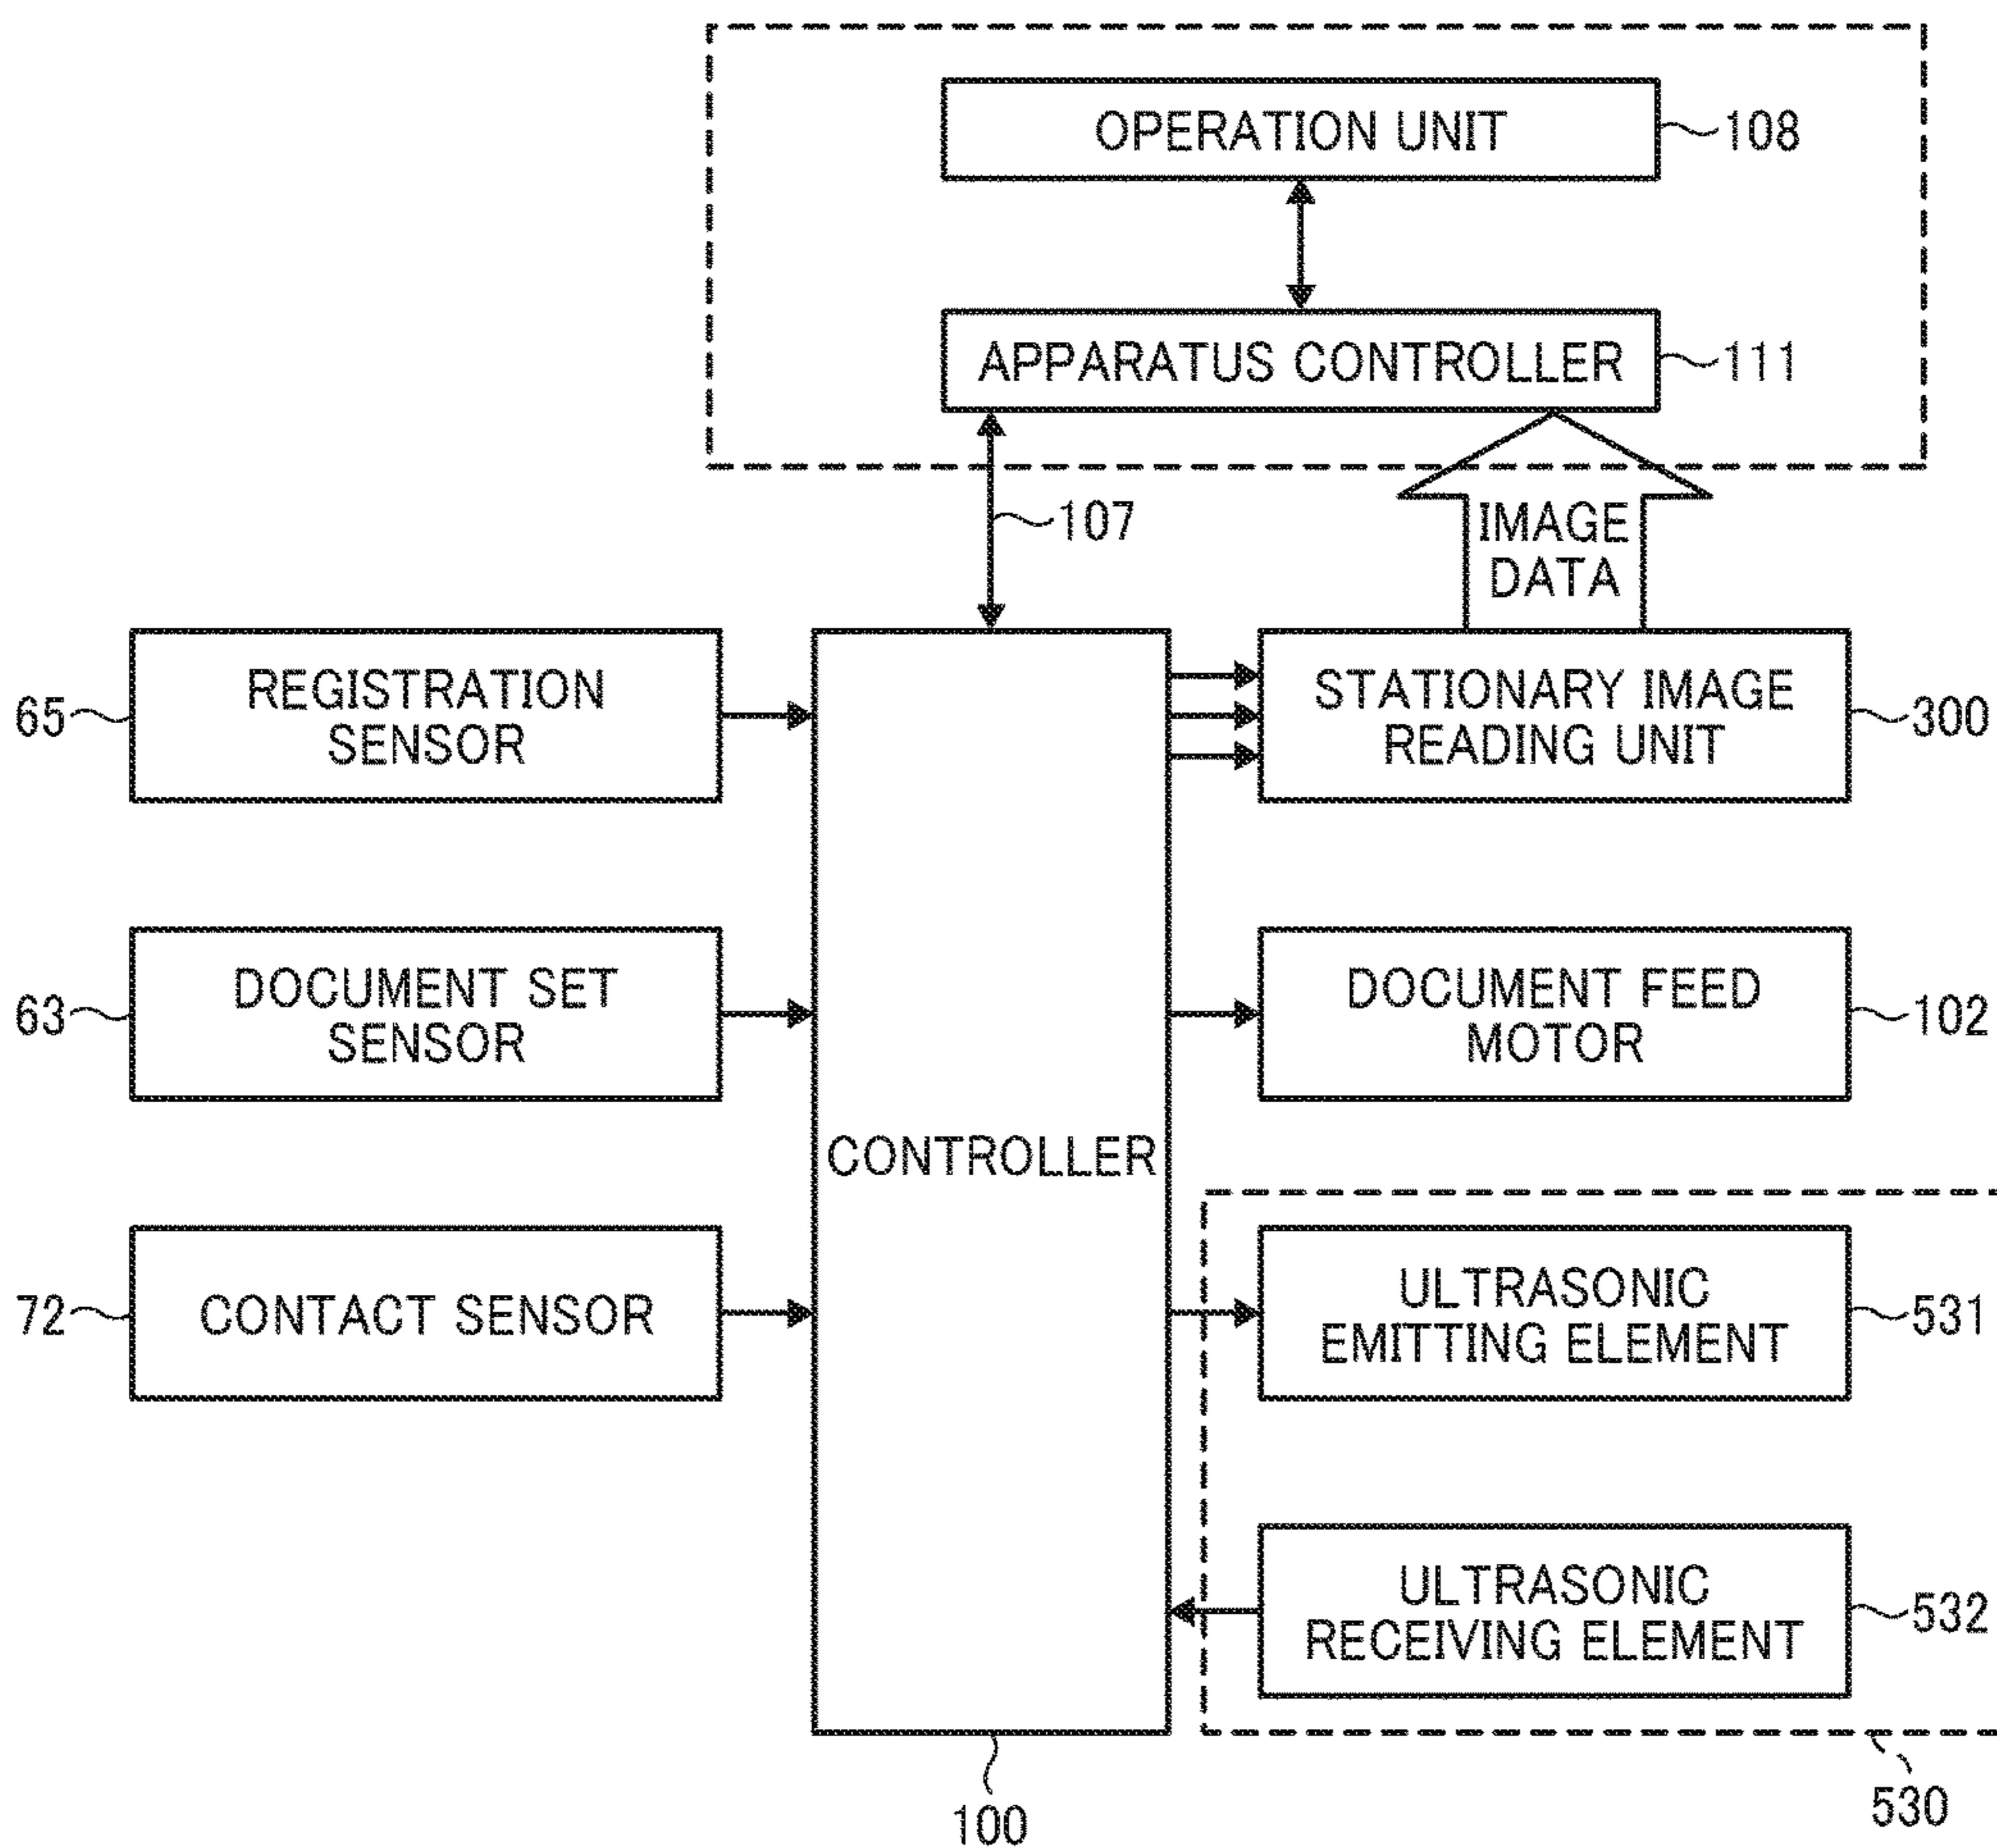 OPERATION UNIT
108
APPARATUS CONTROLLER
111
107
IMAGE
DATA
65
REGISTRATION
SENSOR
STATIONARY IMAGE
READING UNIT
300
63
DOCUMENT SET
SENSOR
DOCUMENT FEED
MOTOR
102
CONTROLLER
72
CONTACT SENSOR
ULTRASONIC
EMITTING ELEMENT
531
ULTRASONIC
RECEIVING ELEMENT
532
100
530